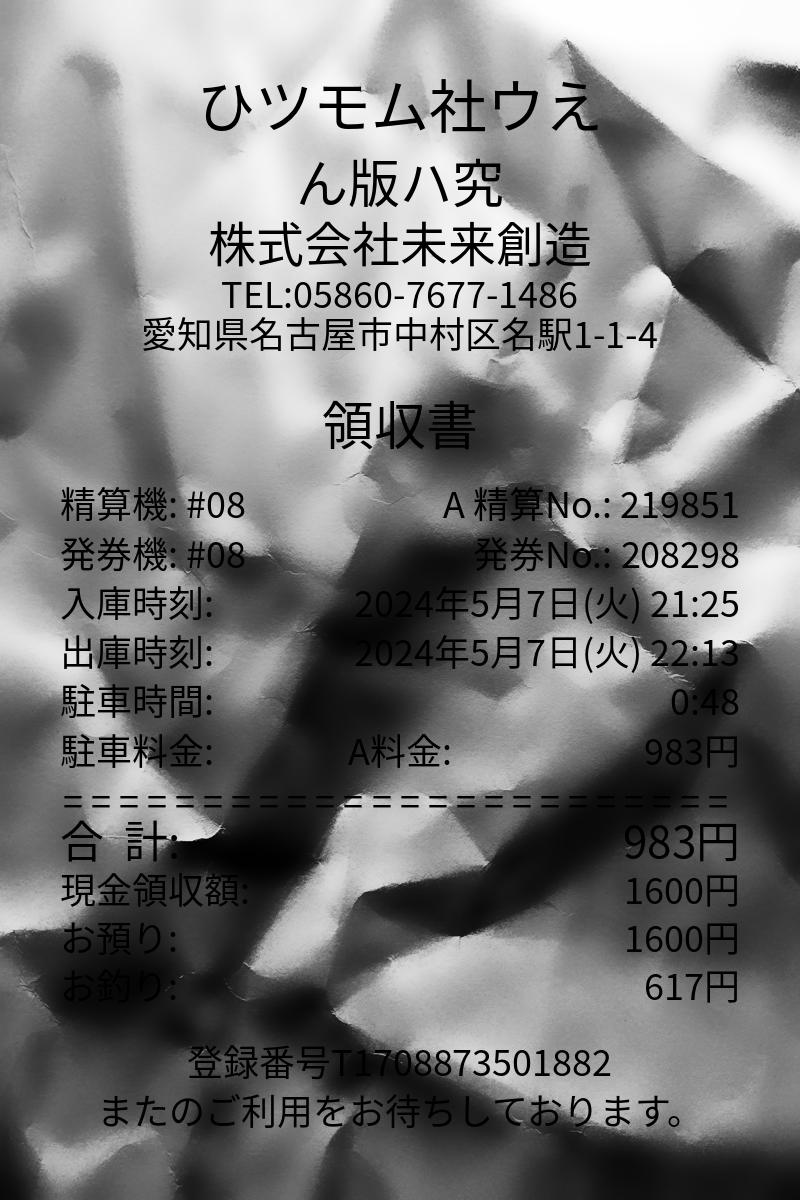 ひツモム社ウえ
ん版ハ究
株式会社未来創造
TEL:05860-7677-1486
愛知県名古屋市中村区名駅1-1-4
領収書
精算機: #08 A 精算No.: 219851
発券機: #08 発券No.: 208298
入庫時刻: 2024年5月7日(火) 21:25
出庫時刻: 2024年5月7日(火) 22:13
駐車時間: 0:48
駐車料金: A料金: 983円
========================
合 計: 983円
現金領収額: 1600円
お預り: 1600円
お釣り: 617円
登録番号T1708873501882
またのご利用をお待ちしております。